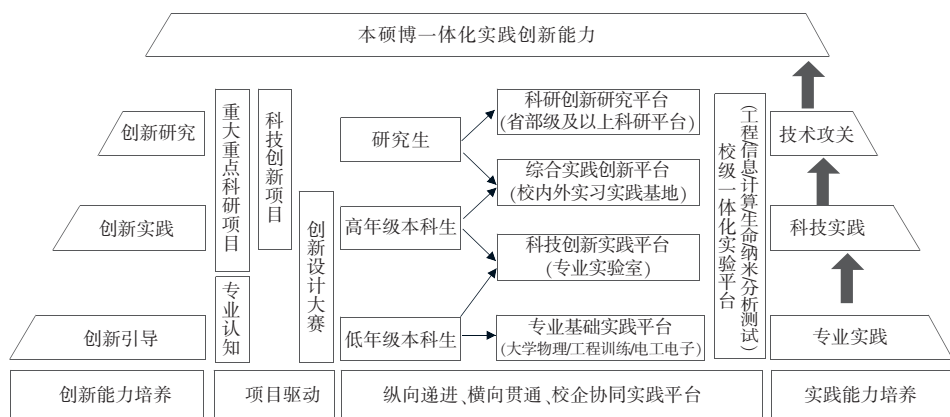 本硕博一体化实践创新能力
创新研究
创新实践
创新引导
重大重点科研项目
专业认知
科技创新项目
创新设计大赛
研究生
高年级本科生
低年级本科生
科研创新研究平台
(省部级及以上科研平台)
综合实践创新平台
(校内外实习实践基地)
科技创新实践平台
(专业实验室)
专业基础实践平台
(大学物理/工程训练/电工电子)
校级一体化实验平台
(工程/信息/计算/生命/纳米/分析测试)
技术攻关
科技实践
专业实践
创新能力培养
项目驱动
纵向递进、横向贯通、校企协同实践平台
实践能力培养